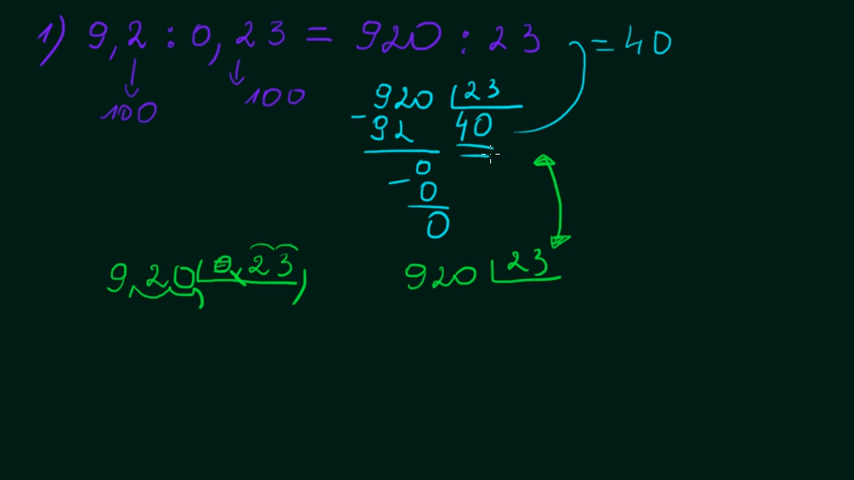 1) 9,2 : 0,23 = 920 : 23 = 40
100 100
920 23
- 92 40
0
- 0
0
9,20 0,23 920 23